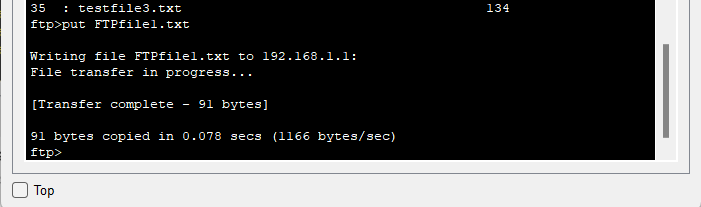 35  : testfile3.txt                                      134
ftp>put FTPfile1.txt
Writing file FTPfile1.txt to 192.168.1.1:
File transfer in progress...
[Transfer complete - 91 bytes]
91 bytes copied in 0.078 secs (1166 bytes/sec)
ftp>
Top